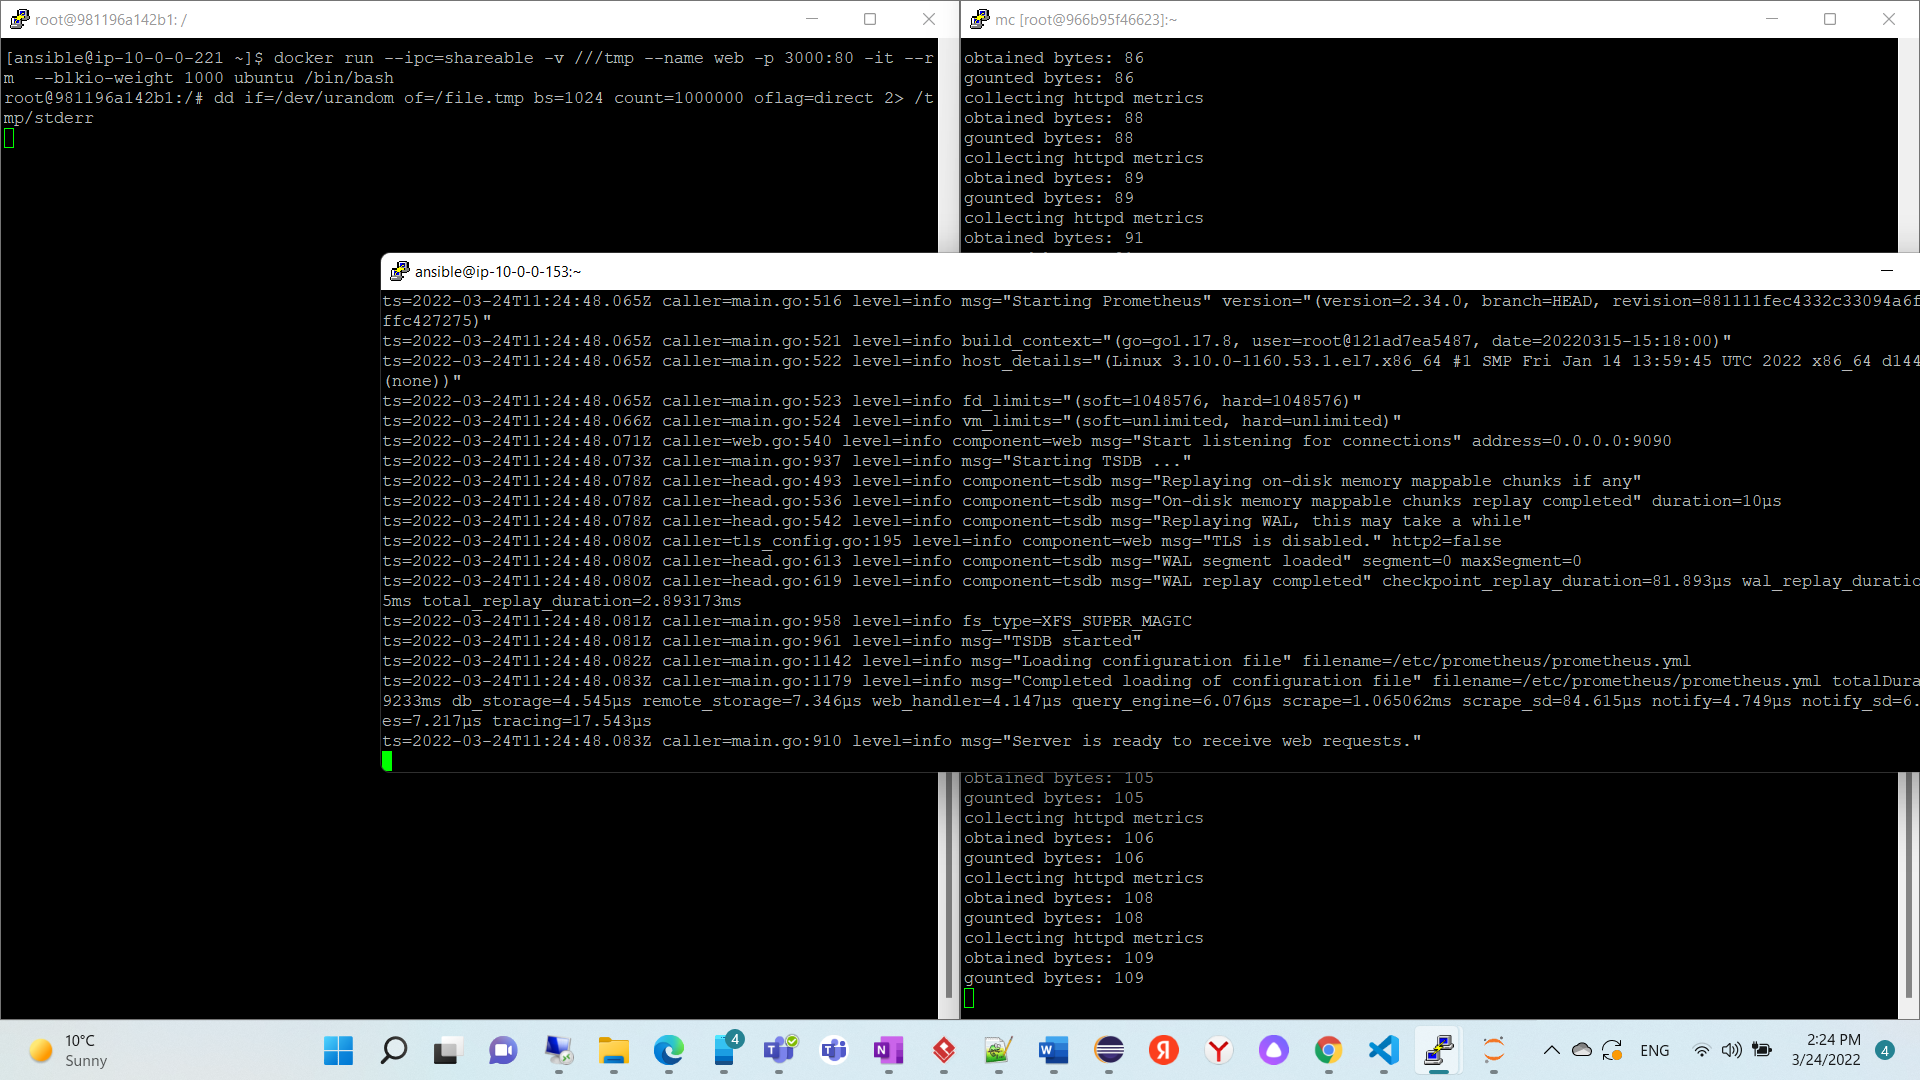 root@981196a142b1: /
[ansible@ip-10-0-0-221 ~]$ docker run --ipc=shareable -v ///tmp --name web -p 3000:80 -it --r
m  --blkio-weight 1000 ubuntu /bin/bash
root@981196a142b1:/# dd if=/dev/urandom of=/file.tmp bs=1024 count=1000000 oflag=direct 2> /t
mp/stderr
mc [root@966b95f46623]:~
obtained bytes: 86
gounted bytes: 86
collecting httpd metrics
obtained bytes: 88
gounted bytes: 88
collecting httpd metrics
obtained bytes: 89
gounted bytes: 89
collecting httpd metrics
obtained bytes: 91
ansible@ip-10-0-0-153:~
ts=2022-03-24T11:24:48.065Z caller=main.go:516 level=info msg="Starting Prometheus" version="(version=2.34.0, branch=HEAD, revision=881111fec4332c33094a6f
ffc427275)"
ts=2022-03-24T11:24:48.065Z caller=main.go:521 level=info build_context="(go=go1.17.8, user=root@121ad7ea5487, date=20220315-15:18:00)"
ts=2022-03-24T11:24:48.065Z caller=main.go:522 level=info host_details="(Linux 3.10.0-1160.53.1.el7.x86_64 #1 SMP Fri Jan 14 13:59:45 UTC 2022 x86_64 d144
(none))"
ts=2022-03-24T11:24:48.065Z caller=main.go:523 level=info fd_limits="(soft=1048576, hard=1048576)"
ts=2022-03-24T11:24:48.066Z caller=main.go:524 level=info vm_limits="(soft=unlimited, hard=unlimited)"
ts=2022-03-24T11:24:48.071Z caller=web.go:540 level=info component=web msg="Start listening for connections" address=0.0.0.0:9090
ts=2022-03-24T11:24:48.073Z caller=main.go:937 level=info msg="Starting TSDB ..."
ts=2022-03-24T11:24:48.078Z caller=head.go:493 level=info component=tsdb msg="Replaying on-disk memory mappable chunks if any"
ts=2022-03-24T11:24:48.078Z caller=head.go:536 level=info component=tsdb msg="On-disk memory mappable chunks replay completed" duration=10µs
ts=2022-03-24T11:24:48.078Z caller=head.go:542 level=info component=tsdb msg="Replaying WAL, this may take a while"
ts=2022-03-24T11:24:48.080Z caller=tls_config.go:195 level=info component=web msg="TLS is disabled." http2=false
ts=2022-03-24T11:24:48.080Z caller=head.go:613 level=info component=tsdb msg="WAL segment loaded" segment=0 maxSegment=0
ts=2022-03-24T11:24:48.080Z caller=head.go:619 level=info component=tsdb msg="WAL replay completed" checkpoint_replay_duration=81.893µs wal_replay_duratio
5ms total_replay_duration=2.893173ms
ts=2022-03-24T11:24:48.081Z caller=main.go:958 level=info fs_type=XFS_SUPER_MAGIC
ts=2022-03-24T11:24:48.081Z caller=main.go:961 level=info msg="TSDB started"
ts=2022-03-24T11:24:48.082Z caller=main.go:1142 level=info msg="Loading configuration file" filename=/etc/prometheus/prometheus.yml
ts=2022-03-24T11:24:48.083Z caller=main.go:1179 level=info msg="Completed loading of configuration file" filename=/etc/prometheus/prometheus.yml totalDura
9233ms db_storage=4.545µs remote_storage=7.346µs web_handler=4.147µs query_engine=6.076µs scrape=1.065062ms scrape_sd=84.615µs notify=4.749µs notify_sd=6.
es=7.217µs tracing=17.543µs
ts=2022-03-24T11:24:48.083Z caller=main.go:910 level=info msg="Server is ready to receive web requests."
obtained bytes: 105
gounted bytes: 105
collecting httpd metrics
obtained bytes: 106
gounted bytes: 106
collecting httpd metrics
obtained bytes: 108
gounted bytes: 108
collecting httpd metrics
obtained bytes: 109
gounted bytes: 109
10°C
Sunny
4
ENG
2:24 PM
3/24/2022
4